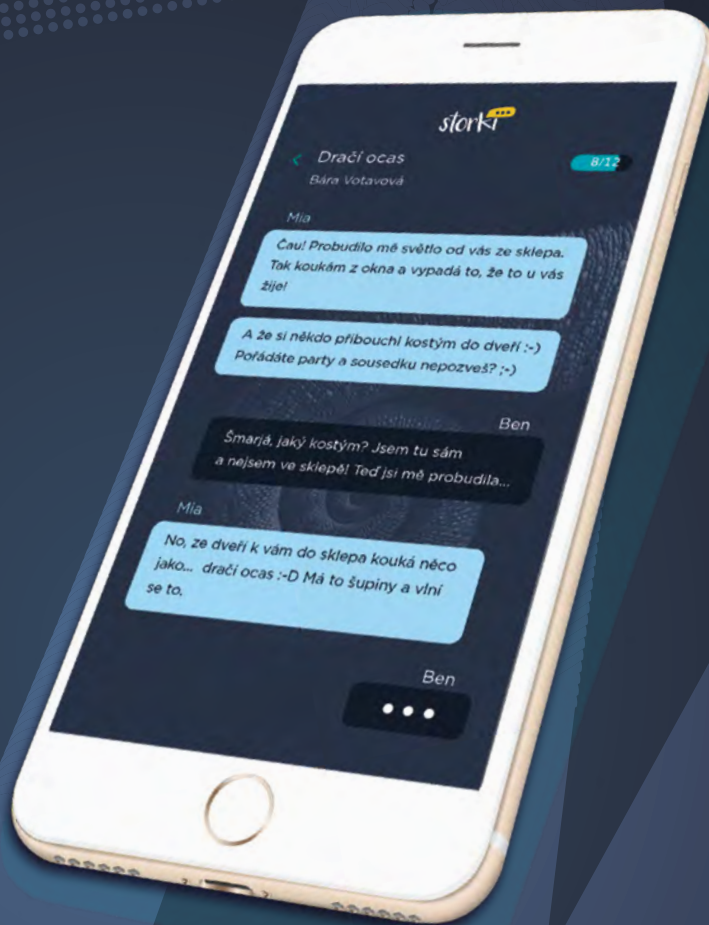 storki
Dračí ocas
8/12
Bára Votavová
Mia
Čau! Probudilo mě světlo od vás ze sklepa.
Tak koukám z okna a vypadá to, že to u vás
žije!
A že si někdo přibouchl kostým do dveří :-)
Pořádáte party a sousedku nepozveš? ;-)
Ben
Šmarjá, jaký kostým? Jsem tu sám
a nejsem ve sklepě! Teď jsi mě probudila...
Mia
No, ze dveří k vám do sklepa kouká něco
jako... dračí ocas :-D Má to šupiny a vlní
se to.
Ben